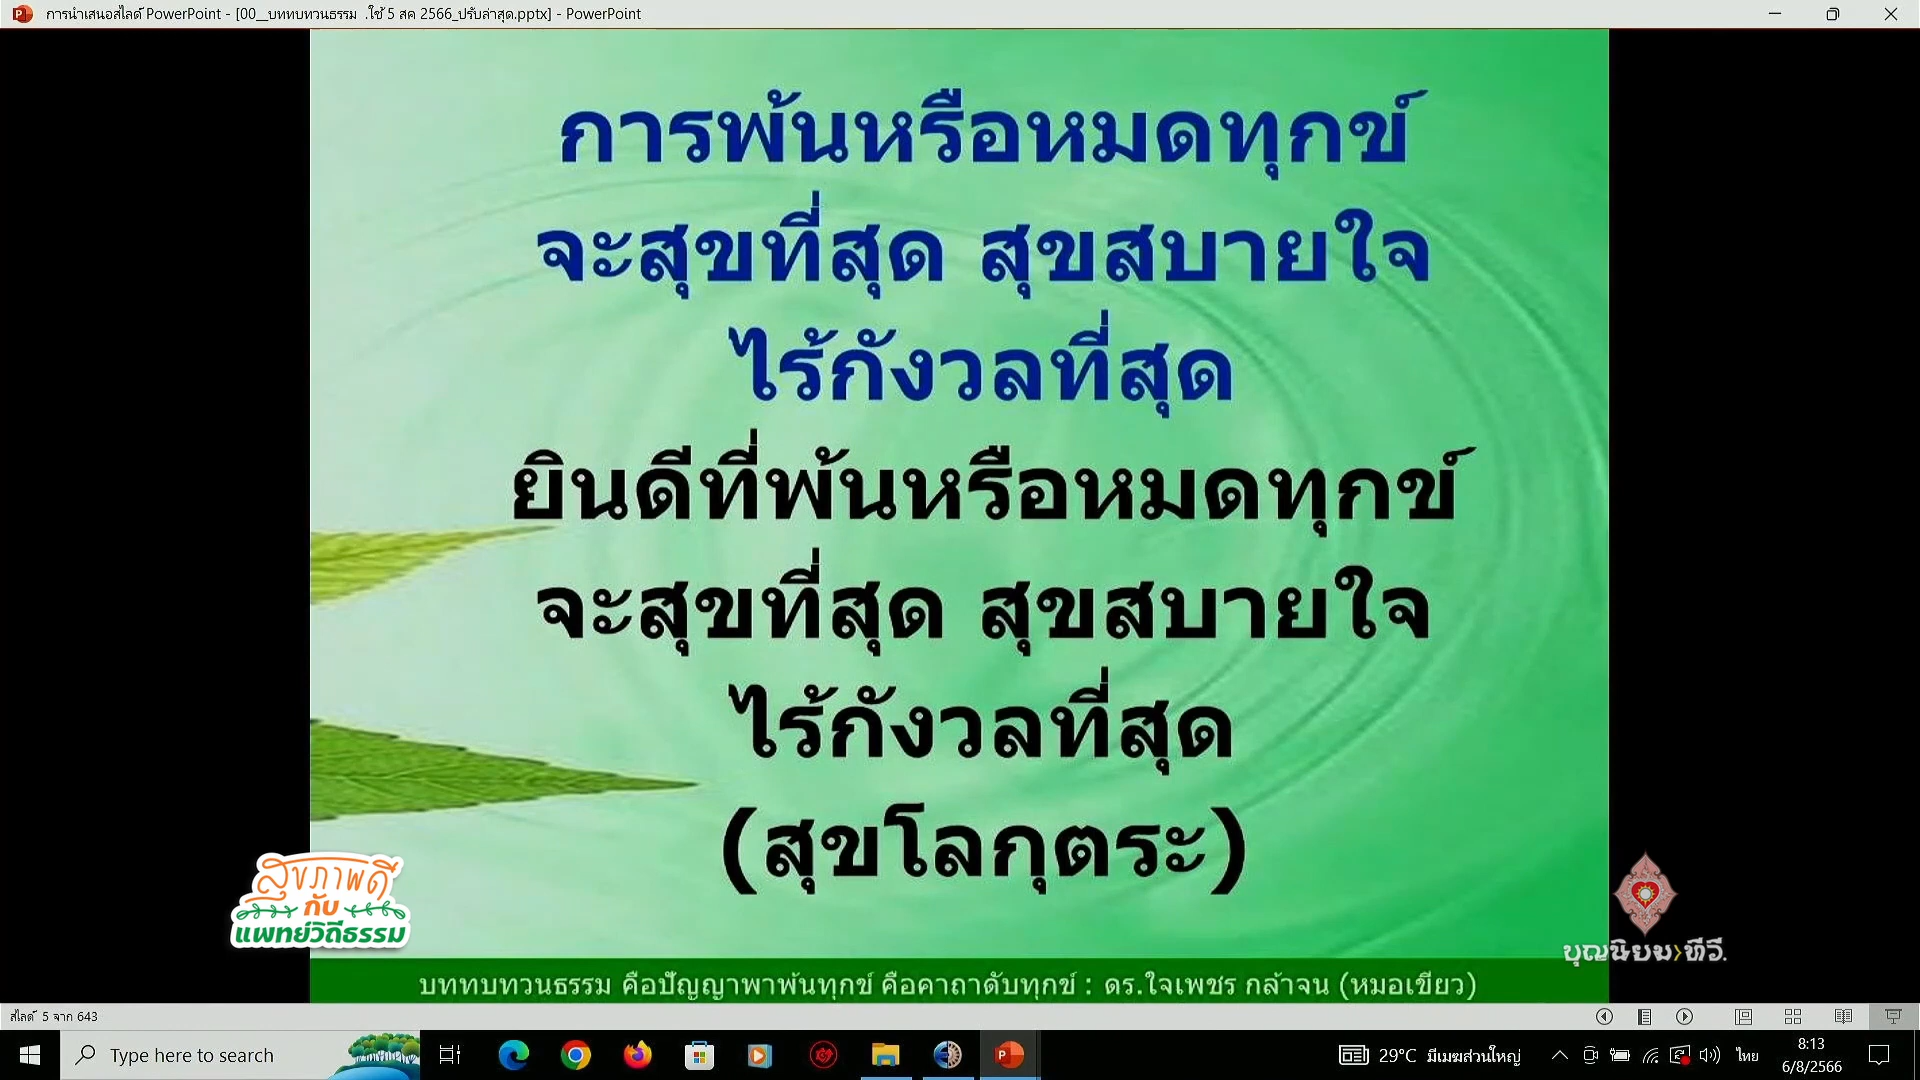 การนำเสนอสไลด์ PowerPoint - [00__บททบทวนธรรม .ใช้ 5 สค 2566_ปรับล่าสุด.pptx] - PowerPoint
การพ้นหรือหมดทุกข์
จะสุขที่สุด สุขสบายใจ
ไร้กังวลที่สุด
ยินดีที่พ้นหรือหมดทุกข์
จะสุขที่สุด สุขสบายใจ
ไร้กังวลที่สุด
(สุขโลกุตระ)
สุขภาพดี
กับ
แพทย์วิถีธรรม
บุญนิยมทีวี.
บททบทวนธรรม คือปัญญาพาพ้นทุกข์ คือคาถาดับทุกข์ : ดร.ใจเพชร กล้าจน (หมอเขียว)
สไลด์ 5 จาก 643
Type here to search
29°C มีเมฆส่วนใหญ่
ไทย
8:13
6/8/2566